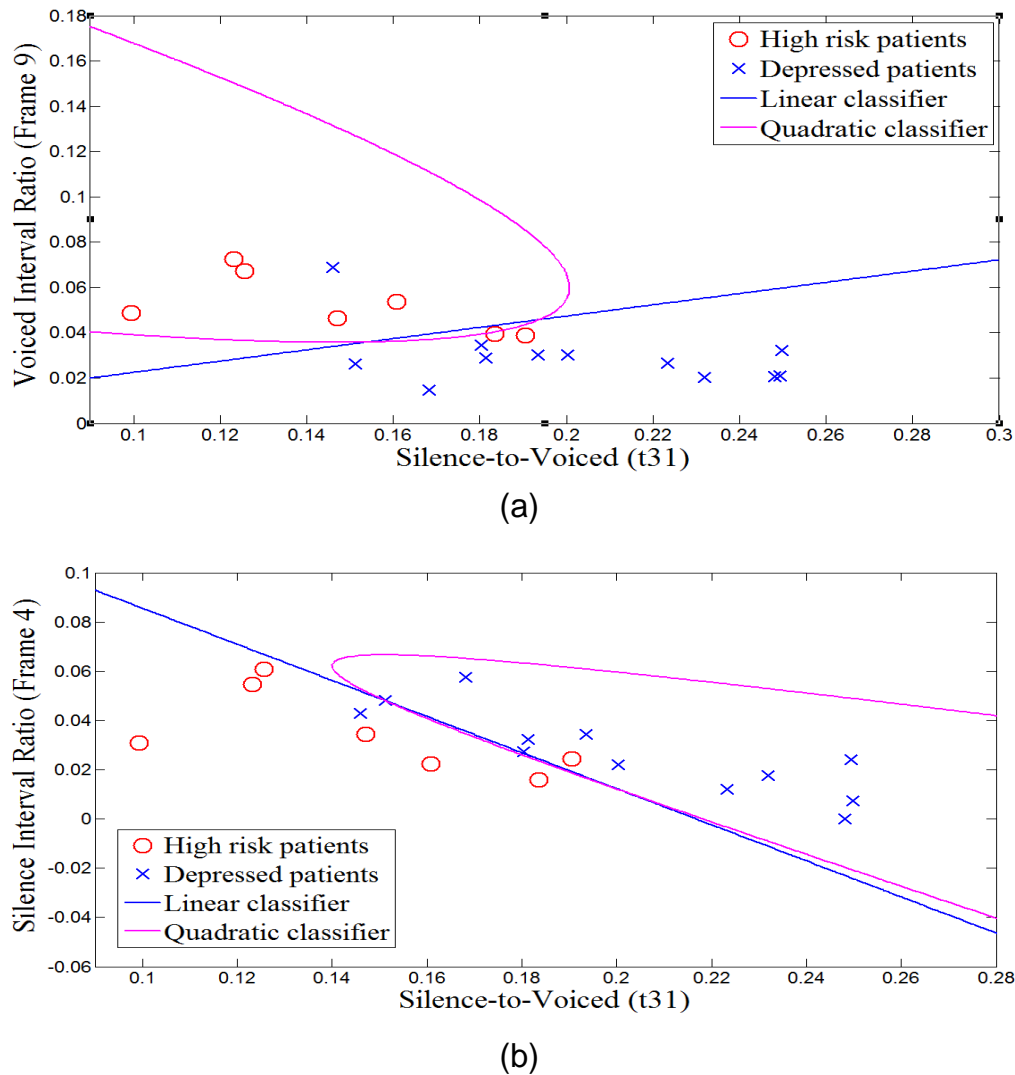 0.18
0.16
0.14
0.12
0.1
0.08
0.06
0.04
0.02
0
Voiced Interval Ratio (Frame 9)
High risk patients
Depressed patients
Linear classifier
Quadratic classifier
0.1 0.12 0.14 0.16 0.18 0.2 0.22 0.24 0.26 0.28 0.3
Silence-to-Voiced (t31)
(a)
0.1
0.08
0.06
0.04
0.02
0
-0.02
-0.04
-0.06
Silence Interval Ratio (Frame 4)
High risk patients
Depressed patients
Linear classifier
Quadratic classifier
0.1 0.12 0.14 0.16 0.18 0.2 0.22 0.24 0.26 0.28
Silence-to-Voiced (t31)
(b)